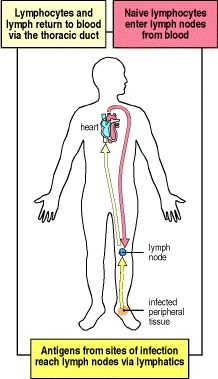 Lymphocytes and
lymph return to blood
via the thoracic duct
Naive lymphocytes
enter lymph nodes
from blood
heart
lymph
node
infected
peripheral
tissue
Antigens from sites of infection
reach lymph nodes via lymphatics